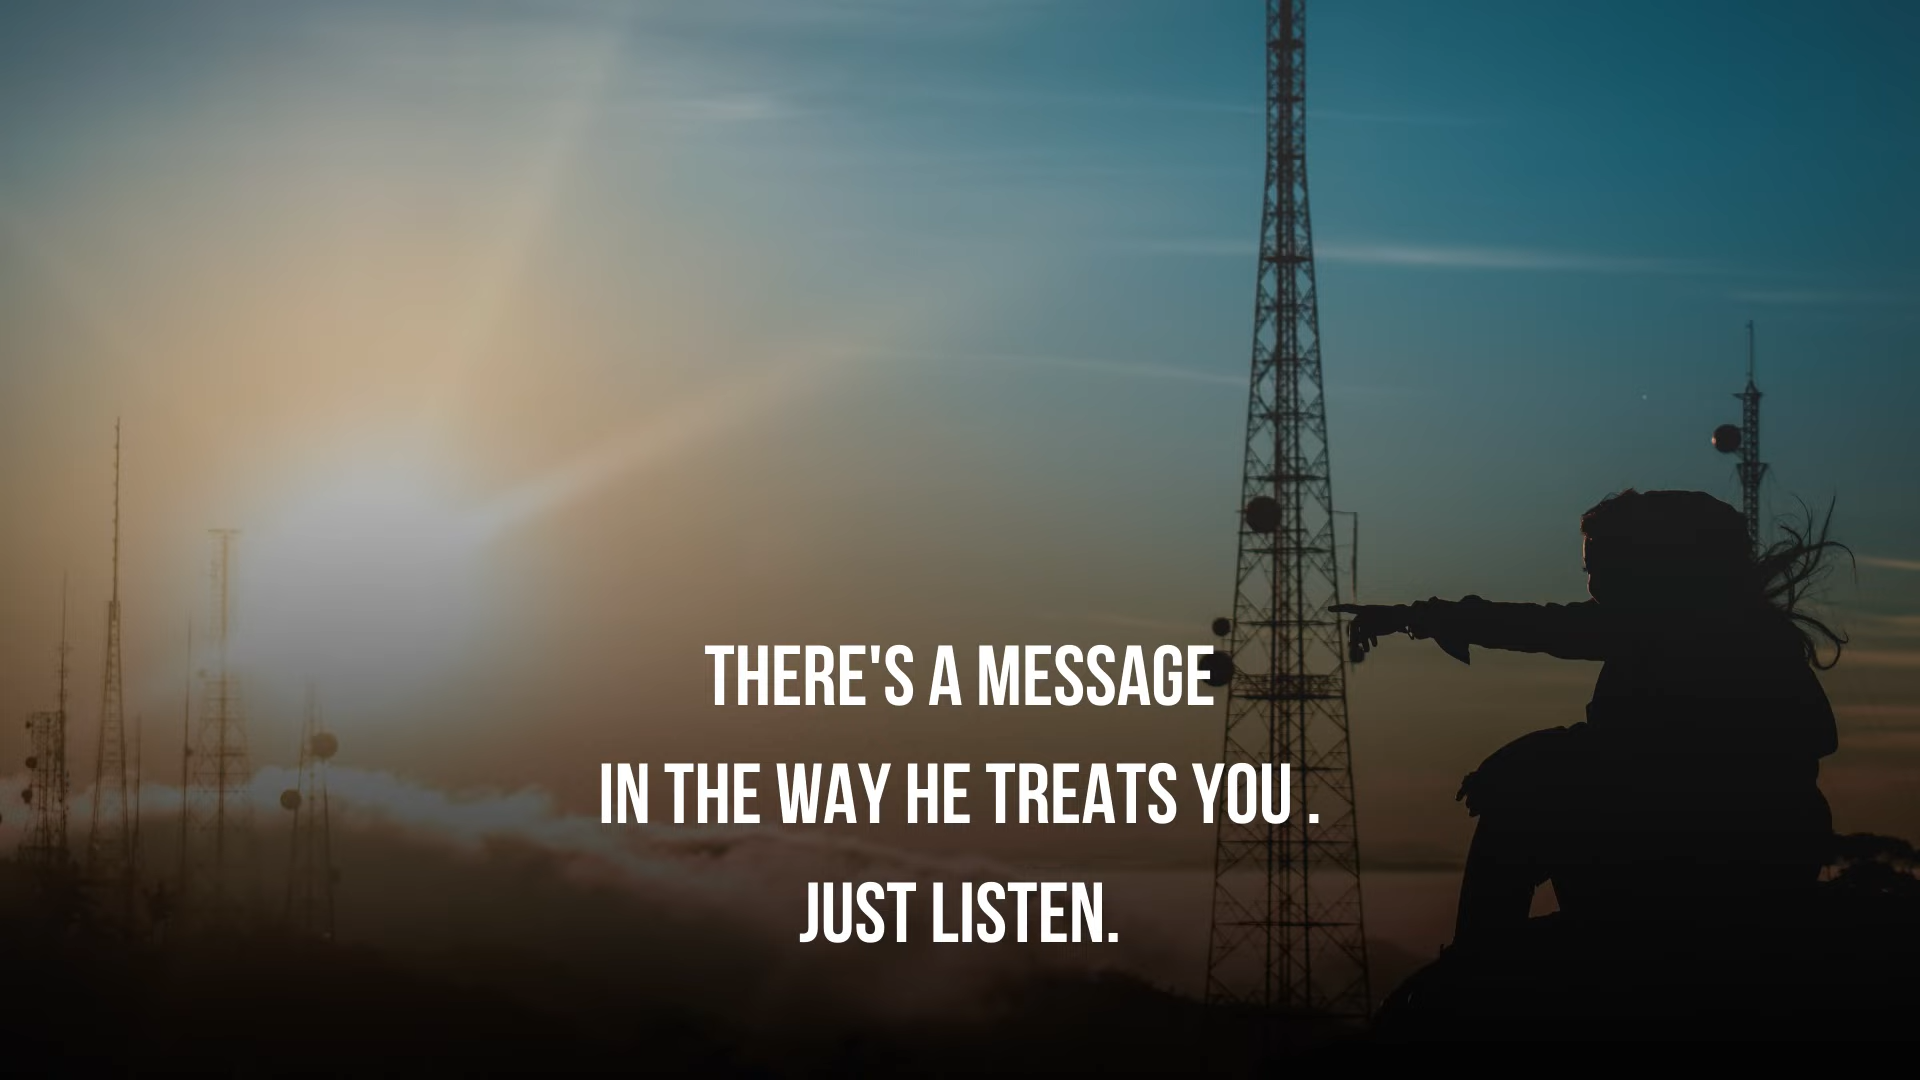 THERE'S A MESSAGE
IN THE WAY HE TREATS YOU .
JUST LISTEN.